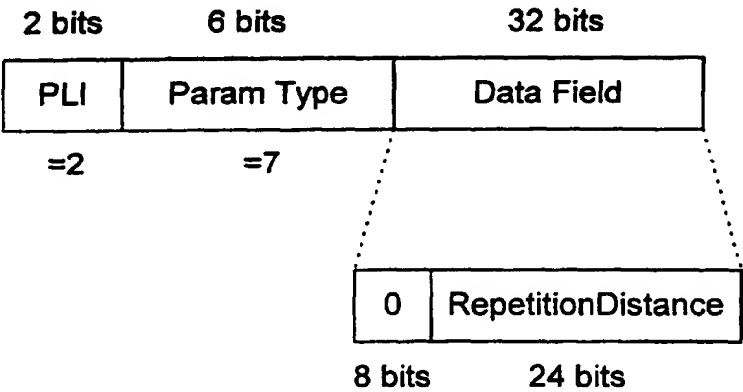 2 bits 6 bits 32 bits
PLI Param Type Data Field
=2 =7
0 RepetitionDistance
8 bits 24 bits